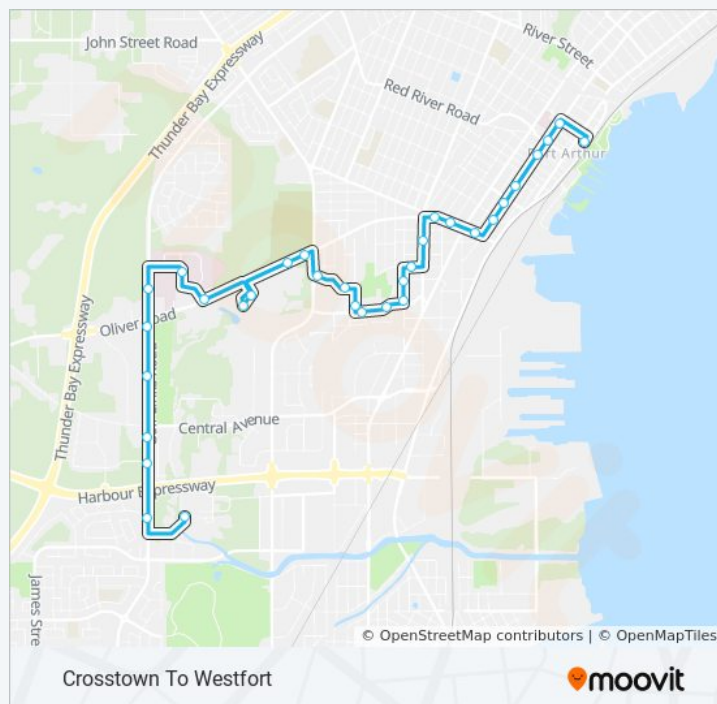 River Street
John Street Road
Thunder Bay Expressway
Red River Road
Port Arthur
Oliver Road
Thunder Bay Expressway
Central Avenue
Harbour Expressway
James Stre
© OpenStreetMap contributors | © OpenMapTiles
Crosstown To Westfort
moovit